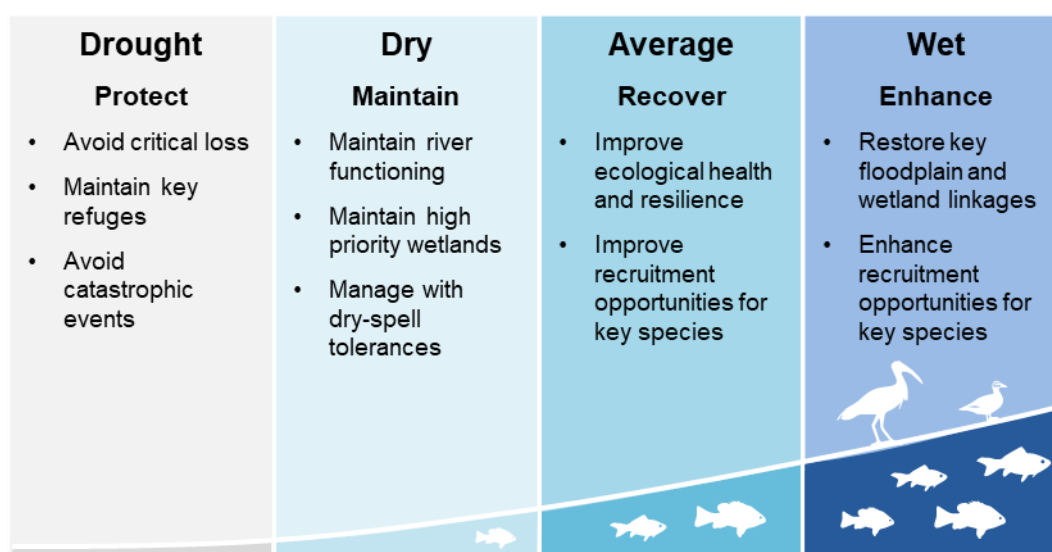 Drought
Protect
• Avoid critical loss
• Maintain key
refuges
• Avoid
catastrophic
events
Dry
Maintain
• Maintain river
functioning
• Maintain high
priority wetlands
• Manage with
dry-spell
tolerances
Average
Recover
• Improve
ecological health
and resilience
• Improve
recruitment
opportunities for
key species
Wet
Enhance
• Restore key
floodplain and
wetland linkages
• Enhance
recruitment
opportunities for
key species